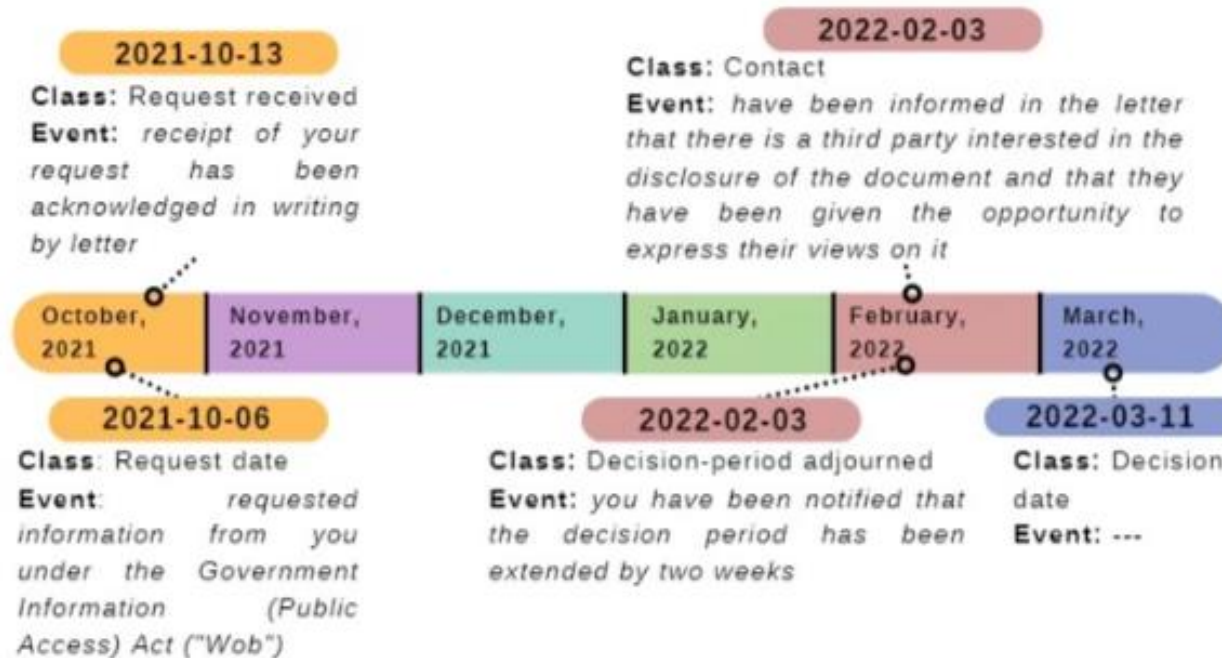 2021-10-13
Class: Request received
Event: receipt of your
request has been
acknowledged in writing
by letter
2022-02-03
Class: Contact
Event: have been informed in the letter
that there is a third party interested in the
disclosure of the document and that they
have been given the opportunity to
express their views on it
October,
2021
November,
2021
December,
2021
January,
2022
February,
2022
March,
2022
2021-10-06
Class: Request date
Event: requested
information from you
under the Government
Information (Public
Access) Act ("Wob")
2022-02-03
Class: Decision-period adjourned
Event: you have been notified that
the decision period has been
extended by two weeks
2022-03-11
Class: Decision
date
Event: ---